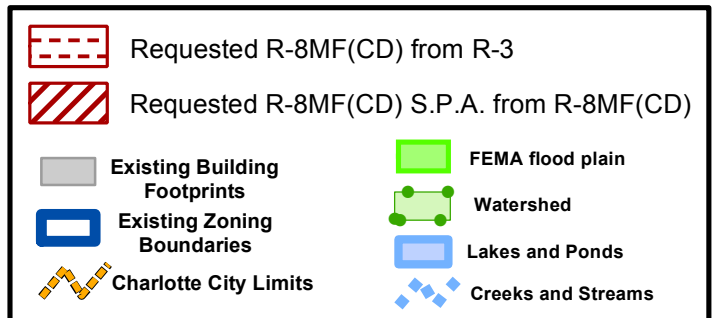 Requested R-8MF(CD) from R-3
Requested R-8MF(CD) S.P.A. from R-8MF(CD)
Existing Building
Footprints
Existing Zoning
Boundaries
Charlotte City Limits
FEMA flood plain
Watershed
Lakes and Ponds
Creeks and Streams